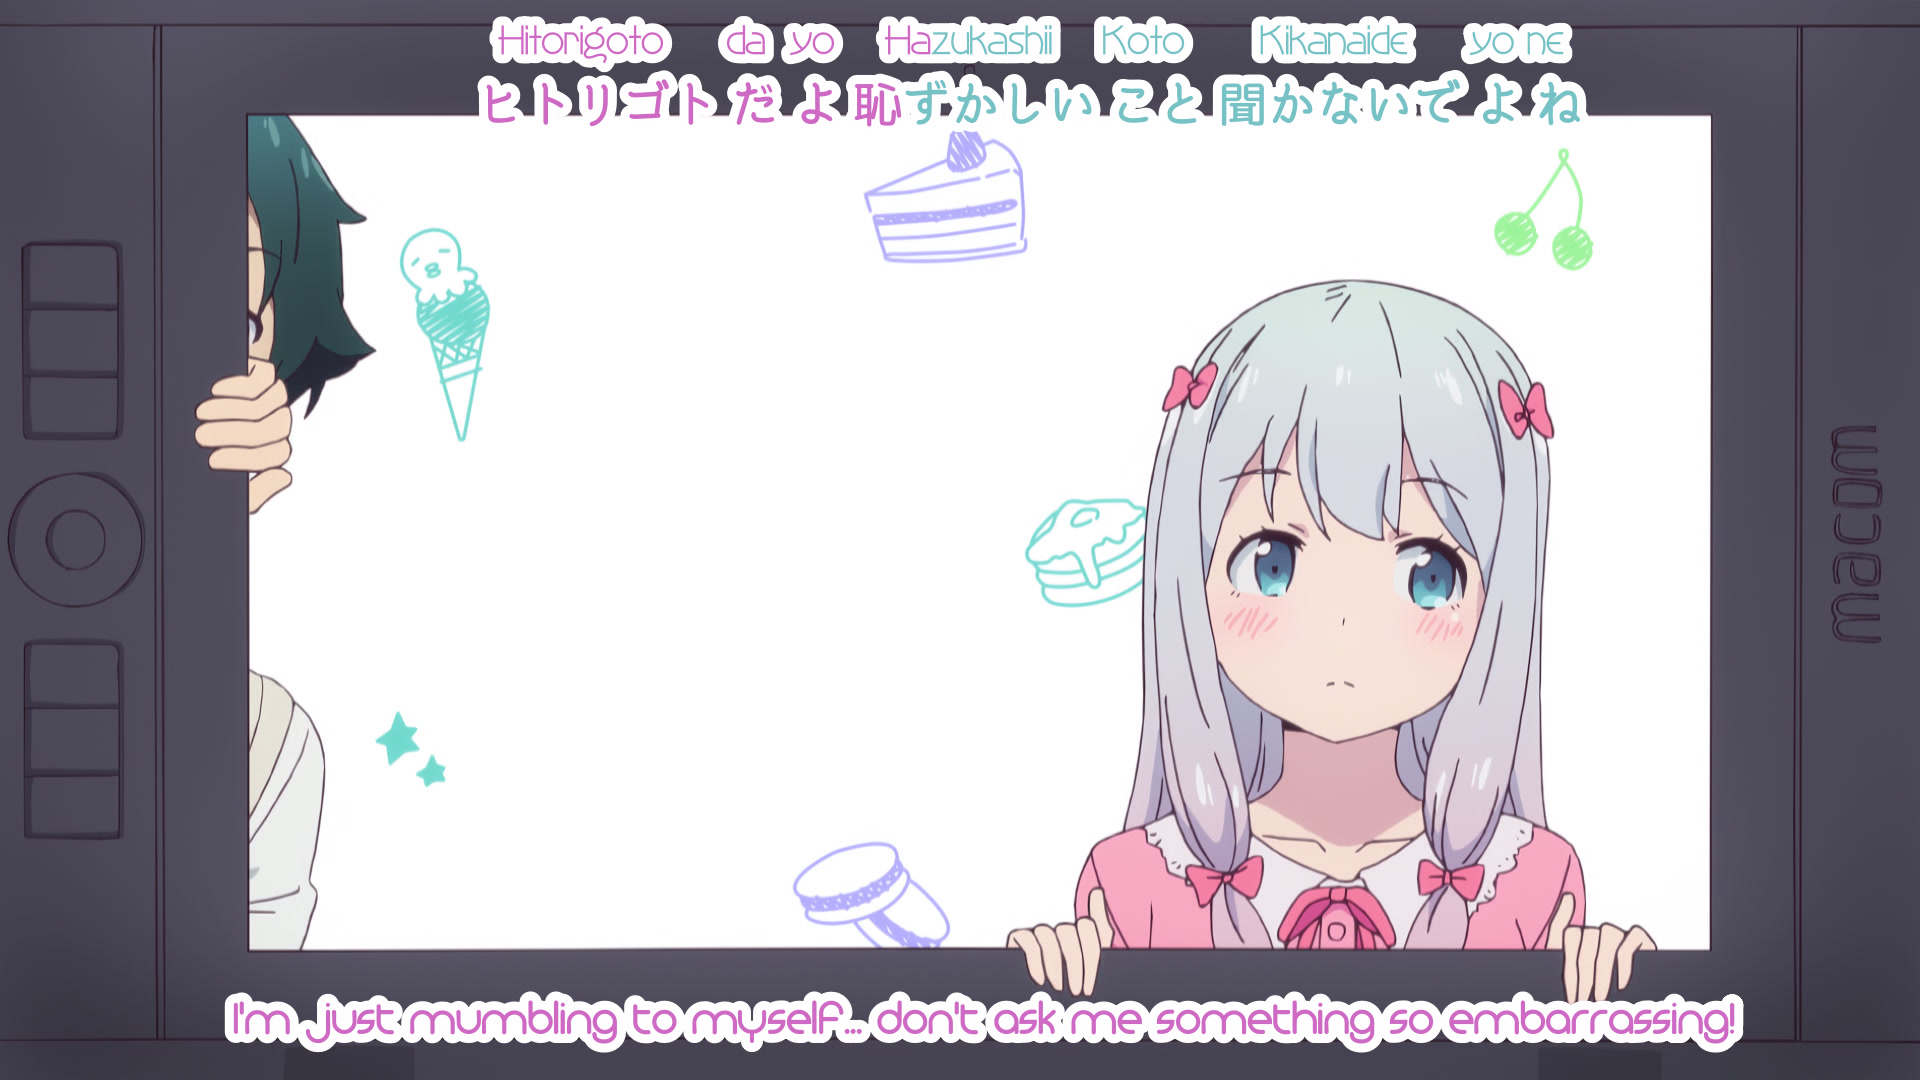 Hitorigoto da yo Hazukashii Koto Kikanaide yo ne
ヒトリゴト だ よ 恥ずかしい こと 聞かないで よ ね
macom
I'm just mumbling to myself... don't ask me something so embarrassing!